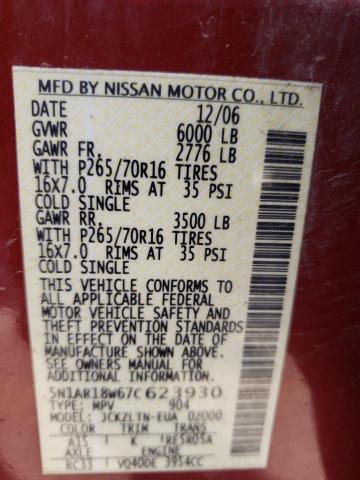 MFD BY NISSAN MOTOR CO., LTD.
DATE 12/06
GVWR 6000 LB
GAWR FR. 2776 LB
WITH P265/70R16 TIRES
16X7.0 RIMS AT 35 PSI
COLD SINGLE
GAWR RR. 3500 LB
WITH P265/70R16 TIRES
16X7.0 RIMS AT 35 PSI
COLD SINGLE
THIS VEHICLE CONFORMS TO
ALL APPLICABLE FEDERAL
MOTOR VEHICLE SAFETY AND
THEFT PREVENTION STANDARDS
IN EFFECT ON THE DATE OF
MANUFACTURE SHOWN ABOVE.
SEE OWNERS MANUAL FOR
ADDITIONAL INFORMATION.
5N1AR18W67C623930
TYPE: MPV 904
MODEL: JCKZLTN-EUA 02000
COLOR TRIM TRANS
A15 K RE5R05A
AXLE ENGINE
RC33 VQ40DE 3954CC